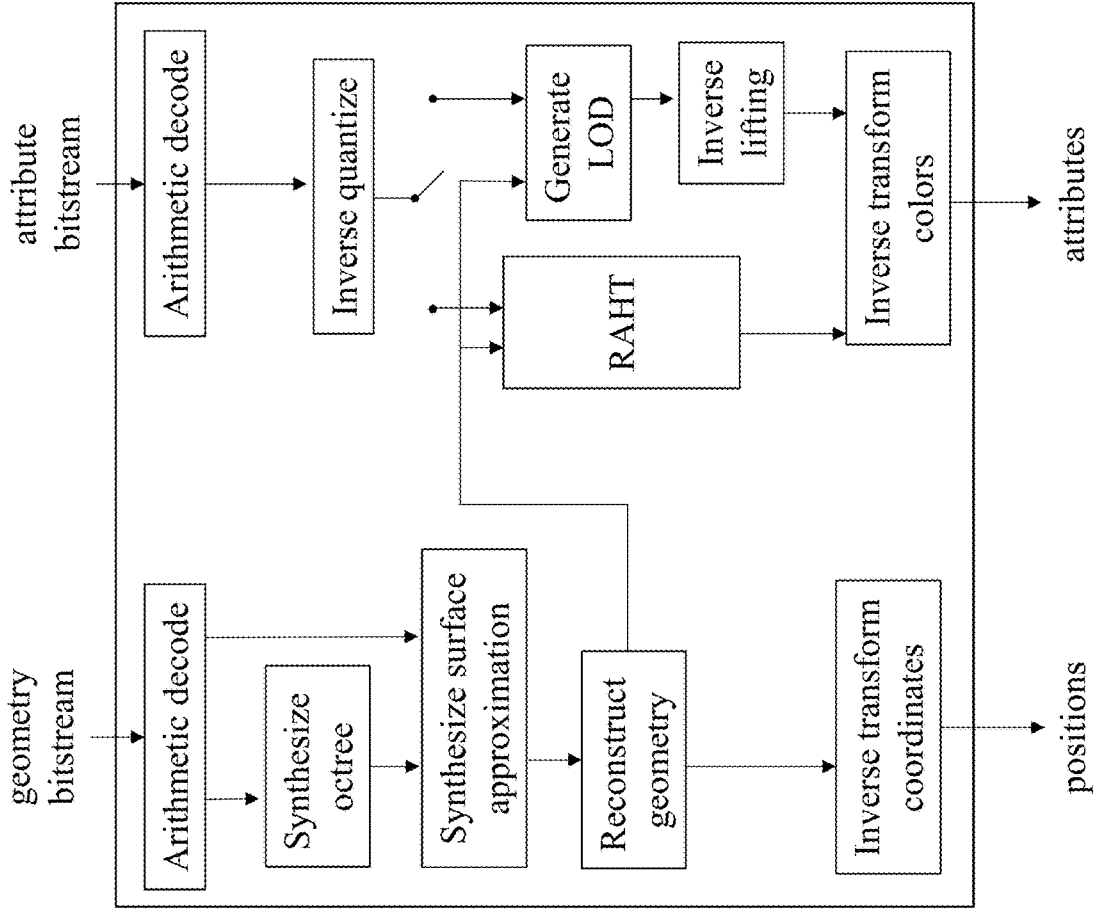 geometry
bitstream
Arithmetic decode
Synthesize
octree
Synthesize surface
approximation
Reconstruct
geometry
Inverse transform
coordinates
positions
attribute
bitstream
Arithmetic decode
Inverse quantize
RAHT
Generate
LOD
Inverse
lifting
Inverse transform
colors
attributes